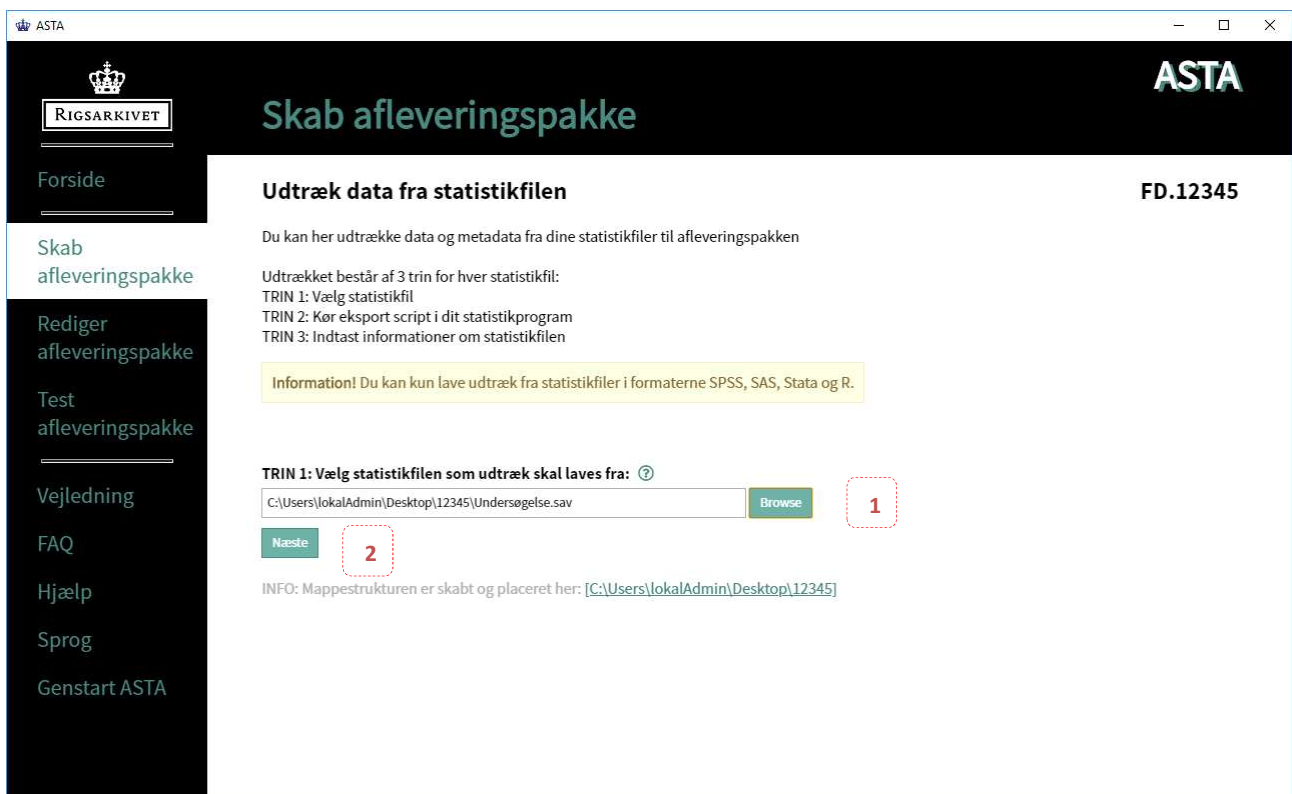 ASTA
RIGSARKIVET
Skab afleveringspakke
ASTA
Forside
Skab
afleveringspakke
Rediger
afleveringspakke
Test
afleveringspakke
Vejledning
FAQ
Hjælp
Sprog
Genstart ASTA
Udtræk data fra statistikfilen
FD.12345
Du kan her udtrække data og metadata fra dine statistikfiler til afleveringspakken
Udtrækket består af 3 trin for hver statistikfil:
TRIN 1: Vælg statistikfil
TRIN 2: Kør eksport script i dit statistikprogram
TRIN 3: Indtast informationer om statistikfilen
Information! Du kan kun lave udtræk fra statistikfiler i formaterne SPSS, SAS, Stata og R.
TRIN 1: Vælg statistikfilen som udtræk skal laves fra: ?
C:\Users\lokalAdmin\Desktop\12345\Undersøgelse.sav
Browse
1
Næste
2
INFO: Mappestrukturen er skabt og placeret her: [C:\Users\lokalAdmin\Desktop\12345]